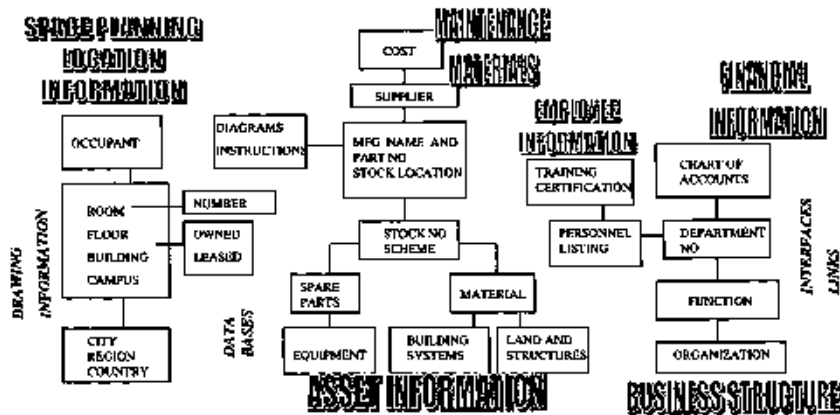 SPACE PLANNING
LOCATION
INFORMATION
OCCUPANT
ROOM
FLOOR
BUILDING
CAMPUS
NUMBER
OWNED
LEASED
CITY
REGION
COUNTRY
DRAWING
INFORMATION
MAINTENANCE
MATERIALS
COST
SUPPLIER
DIAGRAMS
INSTRUCTIONS
MFG NAME AND
PART NO
STOCK LOCATION
STOCK NO
SCHEME
SPARE
PARTS
MATERIAL
EQUIPMENT
BUILDING
SYSTEMS
LAND AND
STRUCTURES
DATA
BASES
ASSET INFORMATION
EMPLOYEE
INFORMATION
TRAINING
CERTIFICATION
PERSONNEL
LISTING
FINANCIAL
INFORMATION
CHART OF
ACCOUNTS
DEPARTMENT
NO
FUNCTION
ORGANIZATION
INTERFACES
LINKS
BUSINESS STRUCTURE